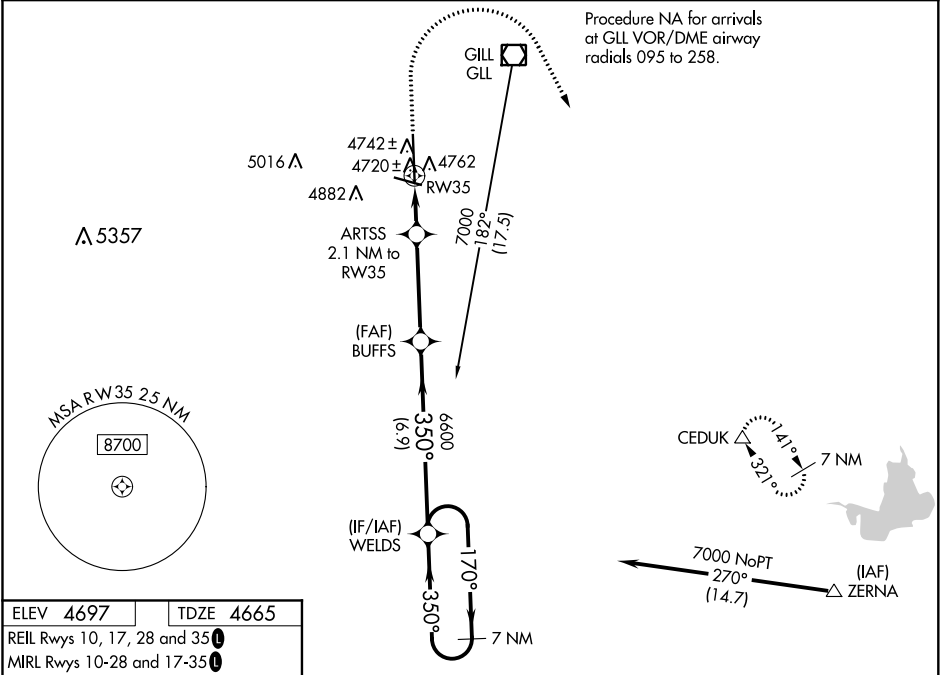 Procedure NA for arrivals
at GLL VOR/DME airway
radials 095 to 258.
GILL
GLL
4742±
4720±
4762
5016
4882
RW35
5357
ARTSS
2.1 NM to
RW35
7000
182°
(17.5)
(FAF)
BUFFS
MSA RW35 25 NM
8700
6600
350°
(6.9)
CEDUK
141°
321°
7 NM
(IF/IAF)
WELDS
170°
350°
7 NM
7000 NoPT
270°
(14.7)
(IAF)
ZERNA
ELEV 4697
TDZE 4665
REIL Rwys 10, 17, 28 and 35 L
MIRL Rwys 10-28 and 17-35 L